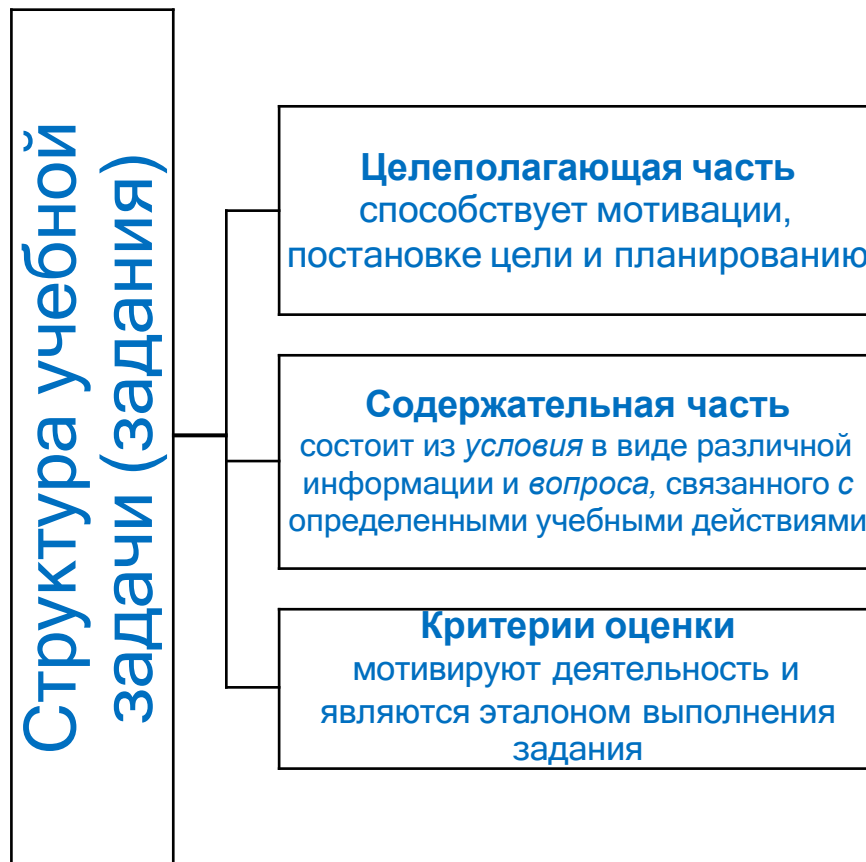 Структура учебной
задачи (задания)
Целеполагающая часть
способствует мотивации,
постановке цели и планированию
Содержательная часть
состоит из условия в виде различной
информации и вопроса, связанного с
определенными учебными действиями
Критерии оценки
мотивируют деятельность и
являются эталоном выполнения
задания